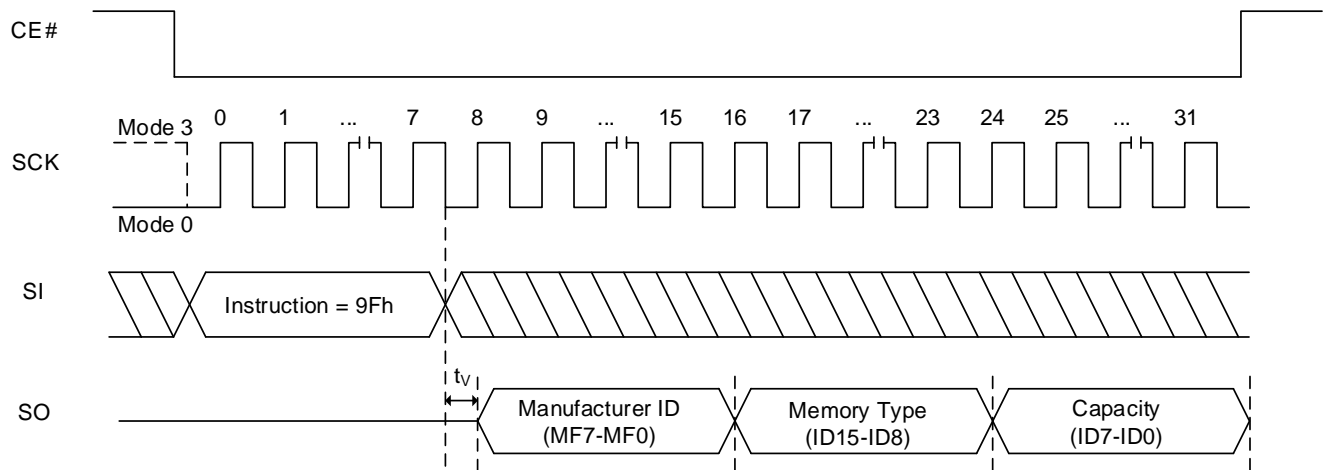 CE#
0 1 ... 7 8 9 ... 15 16 17 ... 23 24 25 ... 31
Mode 3
SCK
Mode 0
SI
Instruction = 9Fh
tV
SO
Manufacturer ID
(MF7-MF0)
Memory Type
(ID15-ID8)
Capacity
(ID7-ID0)